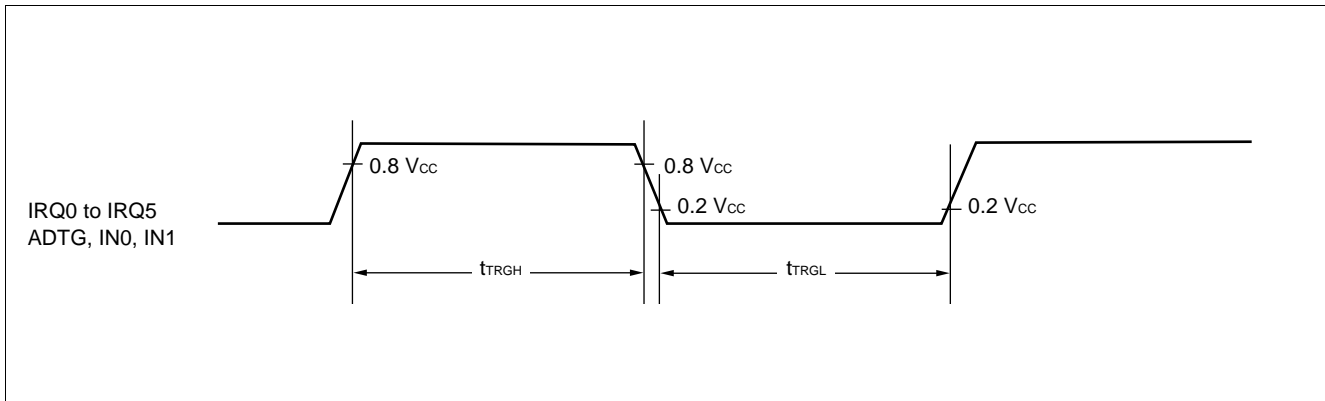 0.8 VCC
0.8 VCC
0.2 VCC
0.2 VCC
IRQ0 to IRQ5
ADTG, IN0, IN1
tTRGH
tTRGL